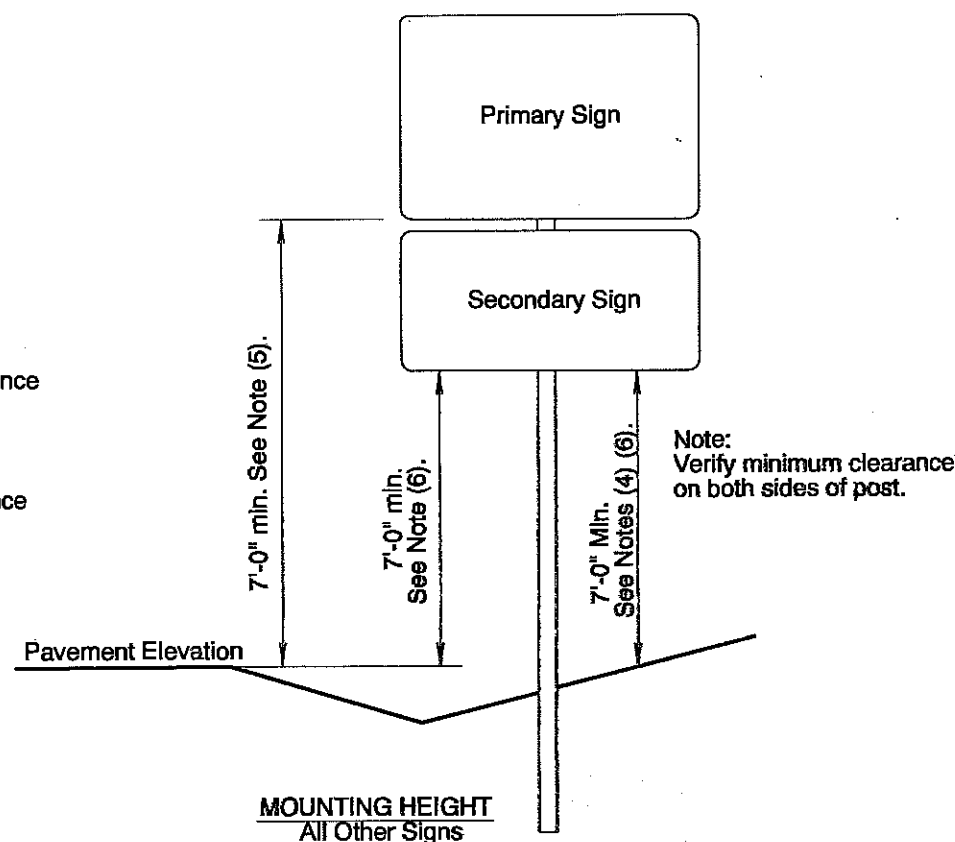 Primary Sign
Secondary Sign
7'-0" min. See Note (5).
7'-0" min.
See Note (6).
7'-0" Min.
See Notes (4) (6).
Note:
Verify minimum clearance
on both sides of post.
Pavement Elevation
MOUNTING HEIGHT
All Other Signs